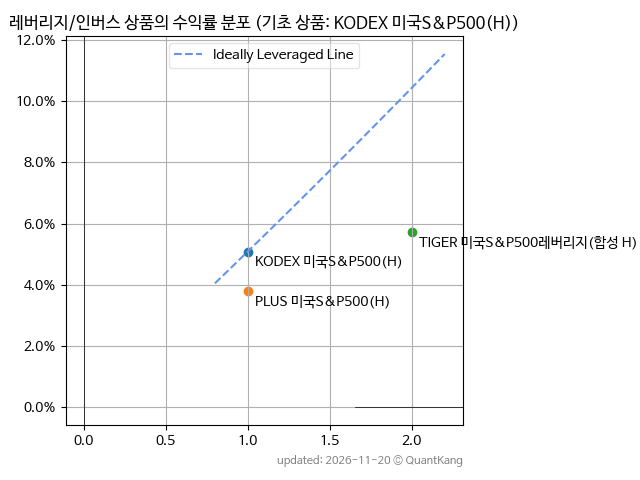 레버리지/인버스 상품의 수익률 분포 (기초 상품: KODEX 미국S&P500(H))
12.0%
Ideally Leveraged Line
10.0%
8.0%
6.0%
TIGER 미국S&P500레버리지(합성 H)
KODEX 미국S&P500(H)
4.0%
PLUS 미국S&P500(H)
2.0%
0.0%
0.0 0.5 1.0 1.5 2.0
updated: 2026-11-20 © QuantKang